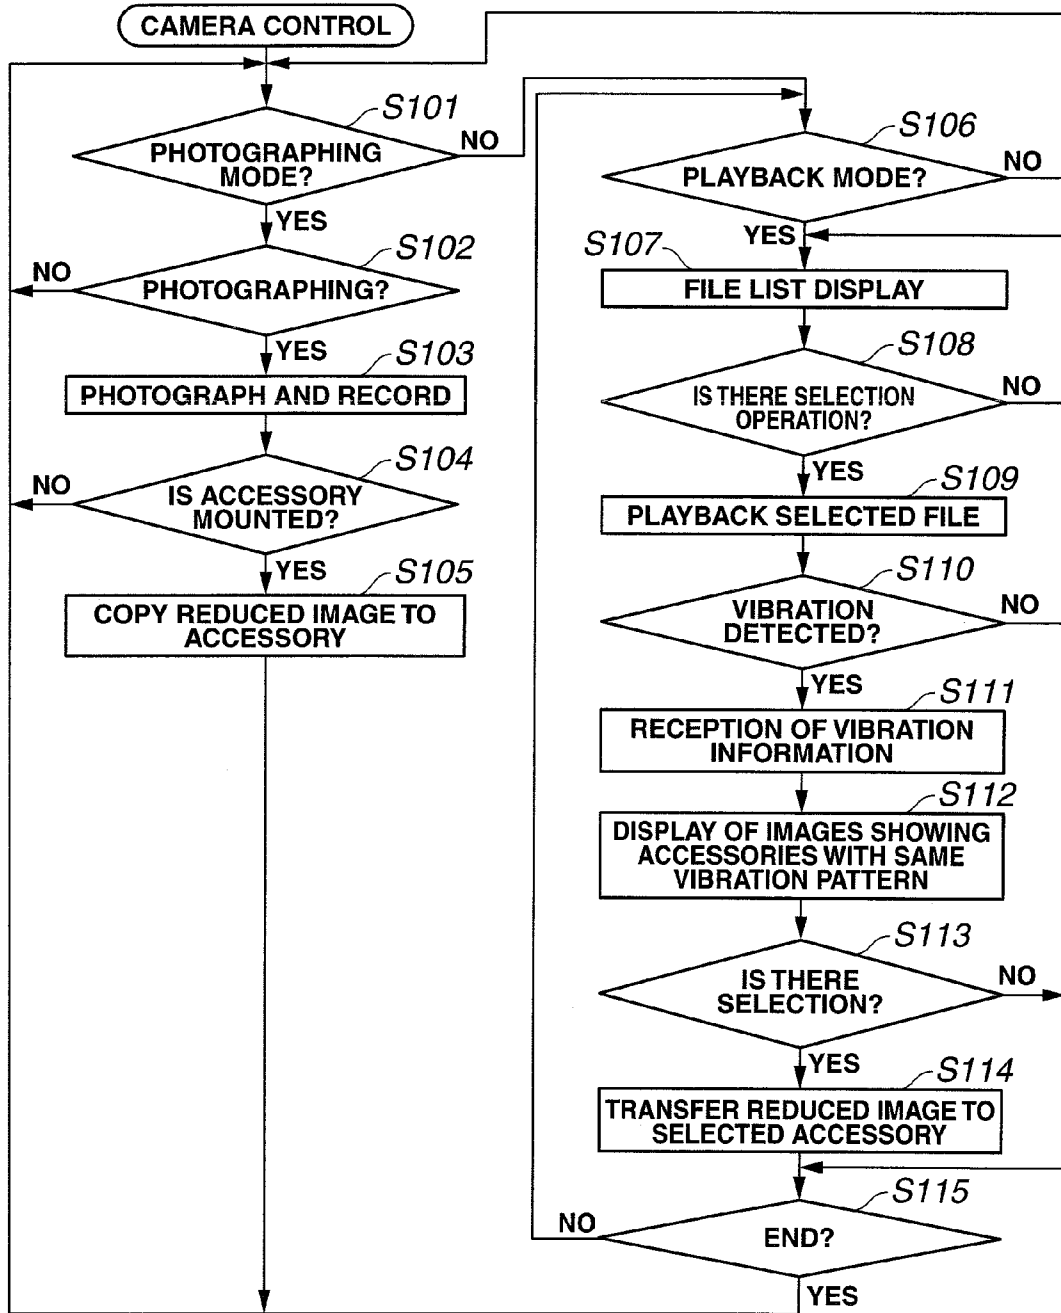 CAMERA CONTROL
S101
PHOTOGRAPHING
MODE?
NO
YES
S102
NO
PHOTOGRAPHING?
YES
S103
PHOTOGRAPH AND RECORD
S104
NO
IS ACCESSORY
MOUNTED?
YES
S105
COPY REDUCED IMAGE TO
ACCESSORY
S106
PLAYBACK MODE?
NO
YES
S107
FILE LIST DISPLAY
S108
IS THERE SELECTION
OPERATION?
NO
YES
S109
PLAYBACK SELECTED FILE
S110
VIBRATION
DETECTED?
NO
YES
S111
RECEPTION OF VIBRATION
INFORMATION
S112
DISPLAY OF IMAGES SHOWING
ACCESSORIES WITH SAME
VIBRATION PATTERN
S113
IS THERE
SELECTION?
NO
YES
S114
TRANSFER REDUCED IMAGE TO
SELECTED ACCESSORY
S115
NO
END?
YES